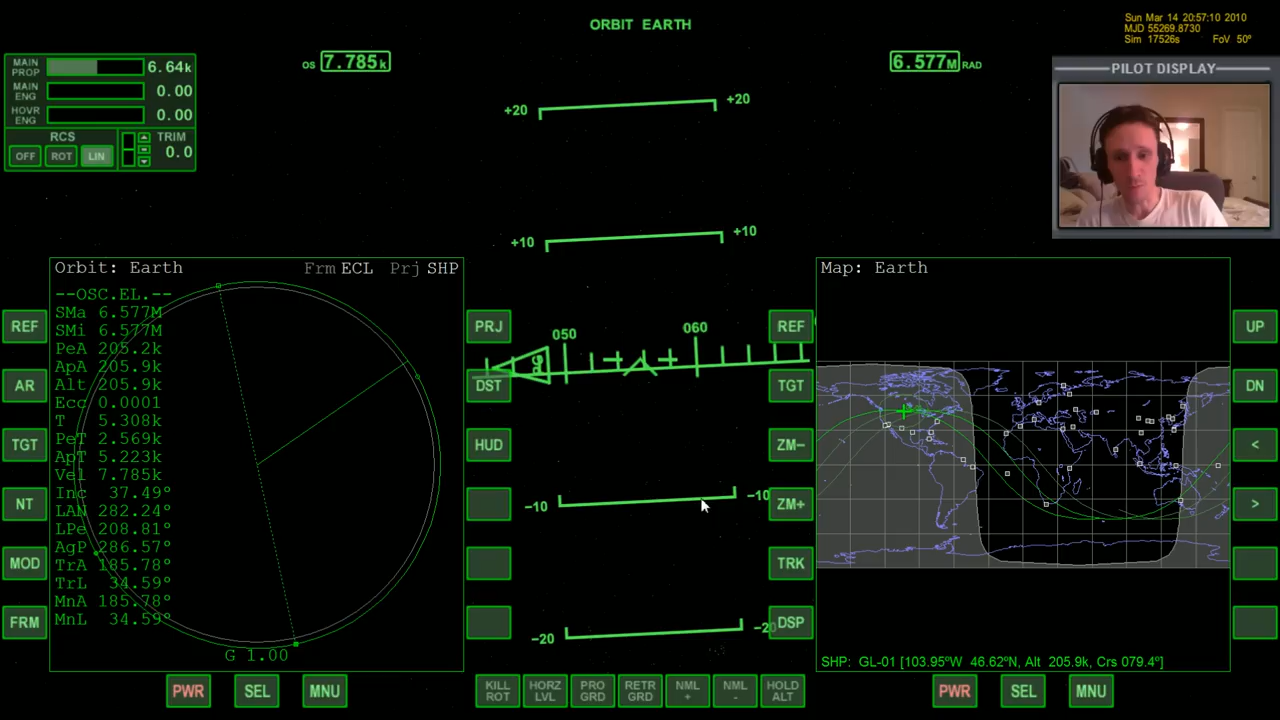 ORBIT EARTH
Sun Mar 14 20:57:10 2010
MJD 55269.8730
Sim 17526s FoV 50°
MAIN PROP 6.64k
MAIN ENG 0.00
HOVR ENG 0.00
RCS
TRIM
0.0
OFF ROT LIN
OS 7.785k
6.577M RAD
PILOT DISPLAY
+20 +20
+10 +10
050 060
-10 -10
-20 -20
Orbit: Earth Frm ECL Prj SHP
--OSC.EL.--
SMa 6.577M
SMi 6.577M
PeA 205.2k
ApA 205.9k
Alt 205.9k
Ecc 0.0001
T 5.308k
PeT 2.569k
ApT 5.223k
Vel 7.785k
Inc 37.49°
LAN 282.24°
LPe 208.81°
AgP 286.57°
TrA 185.78°
TrL 34.59°
MnA 185.78°
MnL 34.59°
G 1.00
REF
AR
TGT
NT
MOD
FRM
PRJ
DST
HUD
PWR SEL MNU
KILL ROT
HORZ LVL
PRO GRD
RETR GRD
NML +
NML -
HOLD ALT
Map: Earth
REF
TGT
ZM-
ZM+
TRK
DSP
UP
DN
<
>
SHP: GL-01 [103.95°W 46.62°N, Alt 205.9k, Crs 079.4°]
PWR SEL MNU